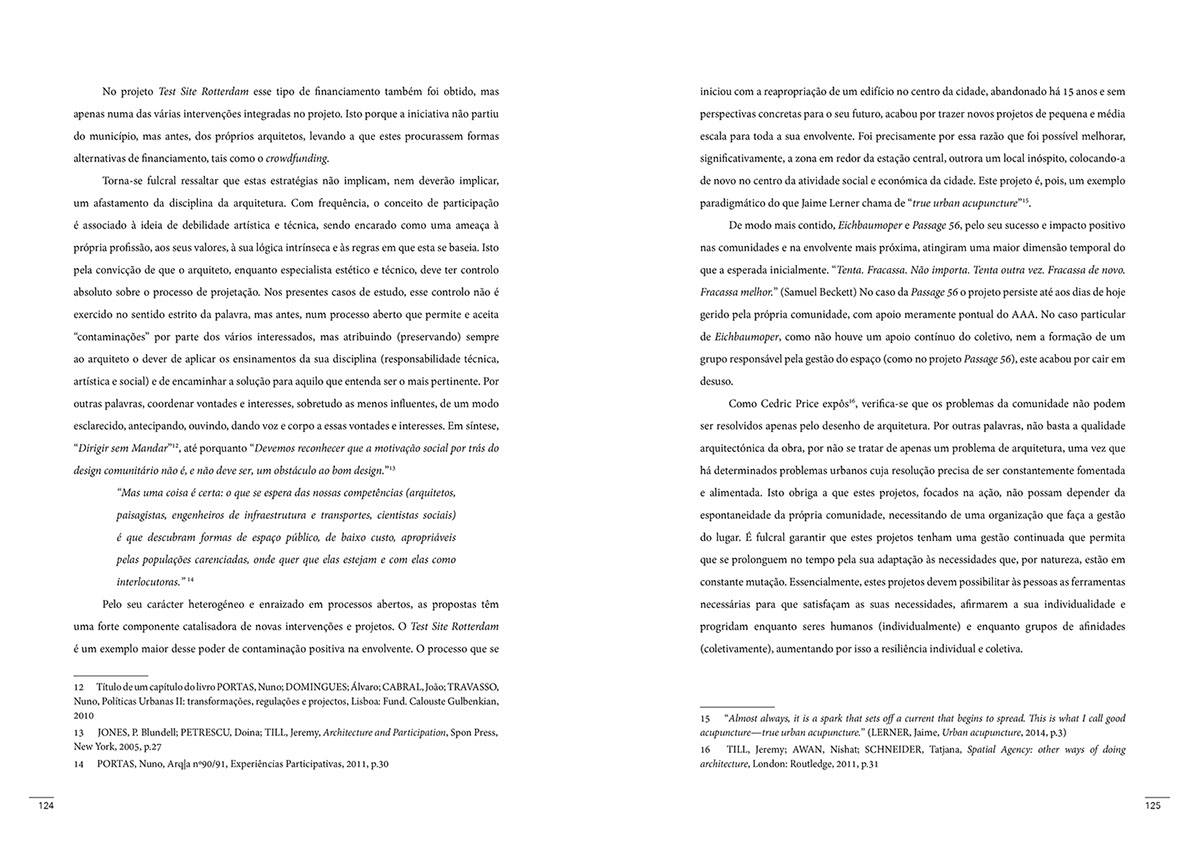 No projeto Test Site Rotterdam esse tipo de financiamento também foi obtido, mas
apenas numa das várias intervenções integradas no projeto. Isto porque a iniciativa não partiu
do município, mas antes, dos próprios arquitetos, levando a que estes procurassem formas
alternativas de financiamento, tais como o crowdfunding.
Torna-se fulcral ressaltar que estas estratégias não implicam, nem deverão implicar,
um afastamento da disciplina da arquitetura. Com frequência, o conceito de participação
é associado à ideia de debilidade artística e técnica, sendo encarado como uma ameaça à
própria profissão, aos seus valores, à sua lógica intrínseca e às regras em que esta se baseia. Isto
pela convicção de que o arquiteto, enquanto especialista estético e técnico, deve ter controlo
absoluto sobre o processo de projetação. Nos presentes casos de estudo, esse controlo não é
exercido no sentido estrito da palavra, mas antes, num processo aberto que permite e aceita
“contaminações” por parte dos vários interessados, mas atribuindo (preservando) sempre
ao arquiteto o dever de aplicar os ensinamentos da sua disciplina (responsabilidade técnica,
artística e social) e de encaminhar a solução para aquilo que entenda ser o mais pertinente. Por
outras palavras, coordenar vontades e interesses, sobretudo as menos influentes, de um modo
esclarecido, antecipando, ouvindo, dando voz e corpo a essas vontades e interesses. Em síntese,
“Dirigir sem Mandar”12, até porquanto “Devemos reconhecer que a motivação social por trás do
design comunitário não é, e não deve ser, um obstáculo ao bom design.”13
“Mas uma coisa é certa: o que se espera das nossas competências (arquitetos,
paisagistas, engenheiros de infraestrutura e transportes, cientistas sociais)
é que descubram formas de espaço público, de baixo custo, apropriáveis
pelas populações carenciadas, onde quer que elas estejam e com elas como
interlocutoras.” 14
Pelo seu carácter heterogéneo e enraizado em processos abertos, as propostas têm
uma forte componente catalisadora de novas intervenções e projetos. O Test Site Rotterdam
é um exemplo maior desse poder de contaminação positiva na envolvente. O processo que se
12 Título de um capítulo do livro PORTAS, Nuno; DOMINGUES; Álvaro; CABRAL, João; TRAVASSO,
Nuno, Políticas Urbanas II: transformações, regulações e projectos, Lisboa: Fund. Calouste Gulbenkian,
2010
13 JONES, P. Blundell; PETRESCU, Doina; TILL, Jeremy, Architecture and Participation, Spon Press,
New York, 2005, p.27
14 PORTAS, Nuno, Arq|a nº90/91, Experiências Participativas, 2011, p.30
124
iniciou com a reapropriação de um edifício no centro da cidade, abandonado há 15 anos e sem
perspectivas concretas para o seu futuro, acabou por trazer novos projetos de pequena e média
escala para toda a sua envolvente. Foi precisamente por essa razão que foi possível melhorar,
significativamente, a zona em redor da estação central, outrora um local inóspito, colocando-a
de novo no centro da atividade social e económica da cidade. Este projeto é, pois, um exemplo
paradigmático do que Jaime Lerner chama de “true urban acupuncture”15.
De modo mais contido, Eichbaumoper e Passage 56, pelo seu sucesso e impacto positivo
nas comunidades e na envolvente mais próxima, atingiram uma maior dimensão temporal do
que a esperada inicialmente. “Tenta. Fracassa. Não importa. Tenta outra vez. Fracassa de novo.
Fracassa melhor.” (Samuel Beckett) No caso da Passage 56 o projeto persiste até aos dias de hoje
gerido pela própria comunidade, com apoio meramente pontual do AAA. No caso particular
de Eichbaumoper, como não houve um apoio contínuo do coletivo, nem a formação de um
grupo responsável pela gestão do espaço (como no projeto Passage 56), este acabou por cair em
desuso.
Como Cedric Price expôs16, verifica-se que os problemas da comunidade não podem
ser resolvidos apenas pelo desenho de arquitetura. Por outras palavras, não basta a qualidade
arquitectónica da obra, por não se tratar de apenas um problema de arquitetura, uma vez que
há determinados problemas urbanos cuja resolução precisa de ser constantemente fomentada
e alimentada. Isto obriga a que estes projetos, focados na ação, não possam depender da
espontaneidade da própria comunidade, necessitando de uma organização que faça a gestão
do lugar. É fulcral garantir que estes projetos tenham uma gestão continuada que permita
que se prolonguem no tempo pela sua adaptação às necessidades que, por natureza, estão em
constante mutação. Essencialmente, estes projetos devem possibilitar às pessoas as ferramentas
necessárias para que satisfaçam as suas necessidades, afirmarem a sua individualidade e
progridam enquanto seres humanos (individualmente) e enquanto grupos de afinidades
(coletivamente), aumentando por isso a resiliência individual e coletiva.
15 “Almost always, it is a spark that sets off a current that begins to spread. This is what I call good
acupuncture—true urban acupuncture.” (LERNER, Jaime, Urban acupuncture, 2014, p.3)
16 TILL, Jeremy; AWAN, Nishat; SCHNEIDER, Tatjana, Spatial Agency: other ways of doing
architecture, London: Routledge, 2011, p.31
125